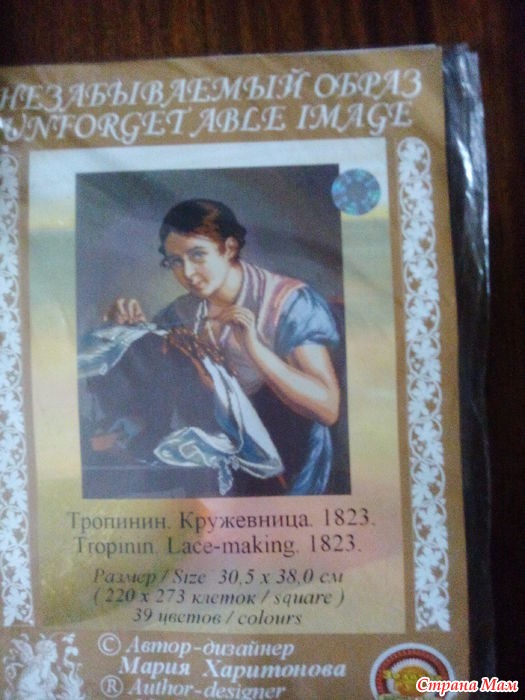 НЕЗАБЫВАЕМЫЙ ОБРАЗ
UNFORGETABLE IMAGE
Тропинин. Кружевница. 1823.
Tropinin. Lace-making. 1823.
Размер / Size 30,5 x 38,0 см
( 220 x 273 клеток / square )
39 цветов / colours
© Автор-дизайнер
Мария Харитонова
® Author-designer
Страна Мам